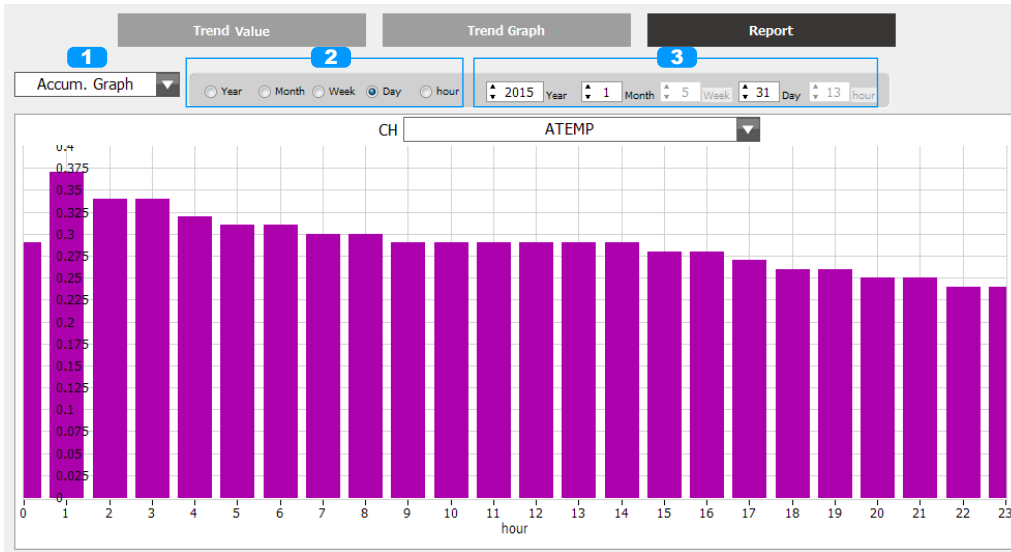 Trend Value Trend Graph Report
1 2 3
Accum. Graph Year Month Week Day hour 2015 Year 1 Month 5 Week 31 Day 13 hour
CH ATEMP
0.4
0.375
0.35
0.325
0.3
0.275
0.25
0.225
0.2
0.175
0.15
0.125
0.1
0.075
0.05
0.025
0
0 1 2 3 4 5 6 7 8 9 10 11 12 13 14 15 16 17 18 19 20 21 22 23
hour